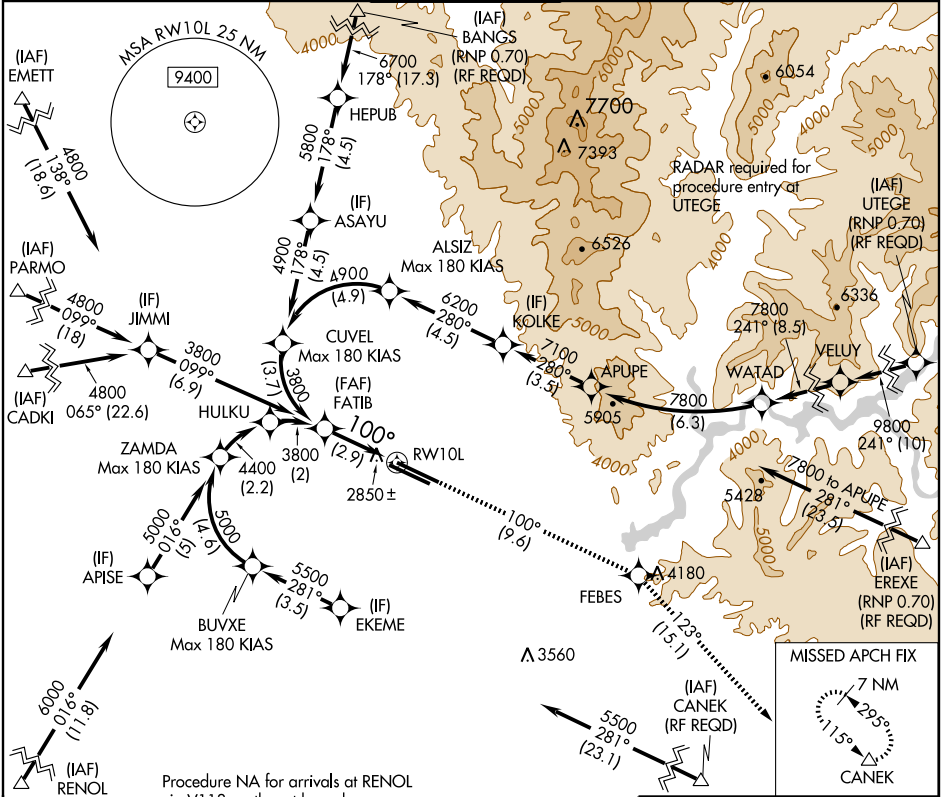 MSA RW10L 25 NM
9400
(IAF)
EMETT
4800
138°
(18.6)
(IAF)
BANGS
(RNP 0.70)
(RF REQD)
6700
178° (17.3)
HEPUB
5800
178°
(4.5)
(IF)
ASAYU
4900
178°
(4.5)
4000
5000
6000
7700
7393
6526
6054
5000
4000
5000
6000
5000
4000
4000
5000
RADAR required for
procedure entry at
UTEGE
(IAF)
UTEGE
(RNP 0.70)
(RF REQD)
6336
(IAF)
PARMO
4800
099°
(18)
(IF)
JIMMI
(IAF)
CADKI
4800
065° (22.6)
3800
099°
(6.9)
ALSIZ
Max 180 KIAS
4900
(4.9)
6200
280°
(4.5)
(IF)
KOLKE
7100
280°
(3.5)
APUPE
5905
7800
(6.3)
WATAD
7800
241° (8.5)
VELUY
9800
241° (10)
CUVEL
Max 180 KIAS
3800
(3.7)
(FAF)
FATIB
100°
(2.9)
RW10L
2850 ±
HULKU
3800
(2)
ZAMDA
Max 180 KIAS
4400
(2.2)
5000
016°
(5)
(IF)
APISE
5000
(4.6)
BUVXE
Max 180 KIAS
5500
281°
(3.5)
(IF)
EKEME
100°
(9.6)
FEBES
4180
123°
(15.1)
5428
5000
4000
4000
7800 to APUPE
281°
(23.5)
(IAF)
EREXE
(RNP 0.70)
(RF REQD)
3560
6000
016°
(11.8)
(IAF)
RENOL
(IAF)
CANEK
(RF REQD)
5500
281°
(23.1)
MISSED APCH FIX
7 NM
295°
115°
CANEK
Procedure NA for arrivals at RENOL